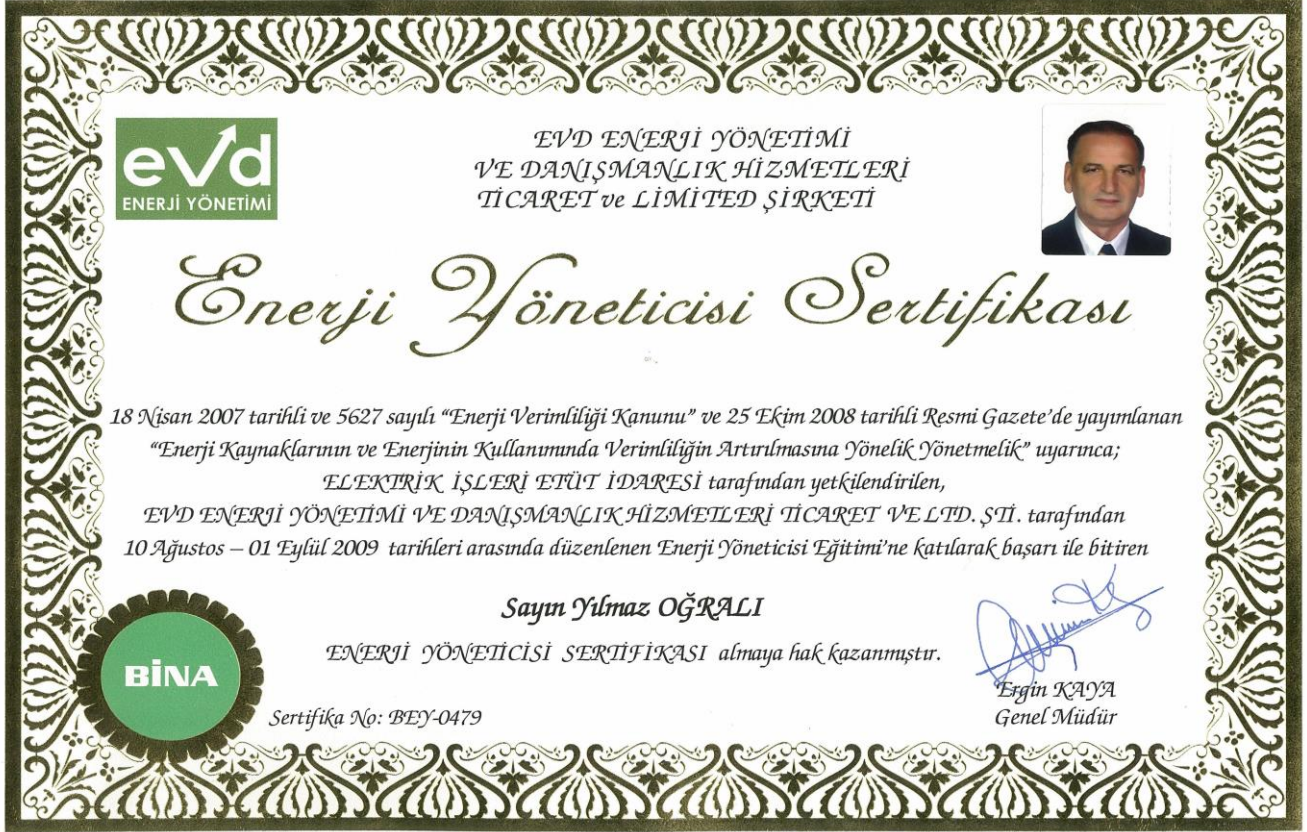 evd
ENERJİ YÖNETİMİ
EVD ENERJİ YÖNETİMİ
VE DANIŞMANLIK HİZMETLERİ
TİCARET ve LİMİTED ŞİRKETİ
Enerji Yöneticisi Sertifikası
18 Nisan 2007 tarihli ve 5627 sayılı “Enerji Verimliliği Kanunu” ve 25 Ekim 2008 tarihli Resmi Gazete’de yayımlanan
“Enerji Kaynaklarının ve Enerjinin Kullanımında Verimliliğin Artırılmasına Yönelik Yönetmelik” uyarınca;
ELEKTRİK İŞLERİ ETÜT İDARESİ tarafından yetkilendirilen,
EVD ENERJİ YÖNETİMİ VE DANIŞMANLIK HİZMETLERİ TİCARET VE LTD. ŞTİ. tarafından
10 Ağustos – 01 Eylül 2009 tarihleri arasında düzenlenen Enerji Yöneticisi Eğitimi’ne katılarak başarı ile bitiren
Sayın Yılmaz OĞRALI
ENERJİ YÖNETİCİSİ SERTİFİKASI almaya hak kazanmıştır.
BİNA
Ergin KAYA
Genel Müdür
Sertifika No: BEY-0479